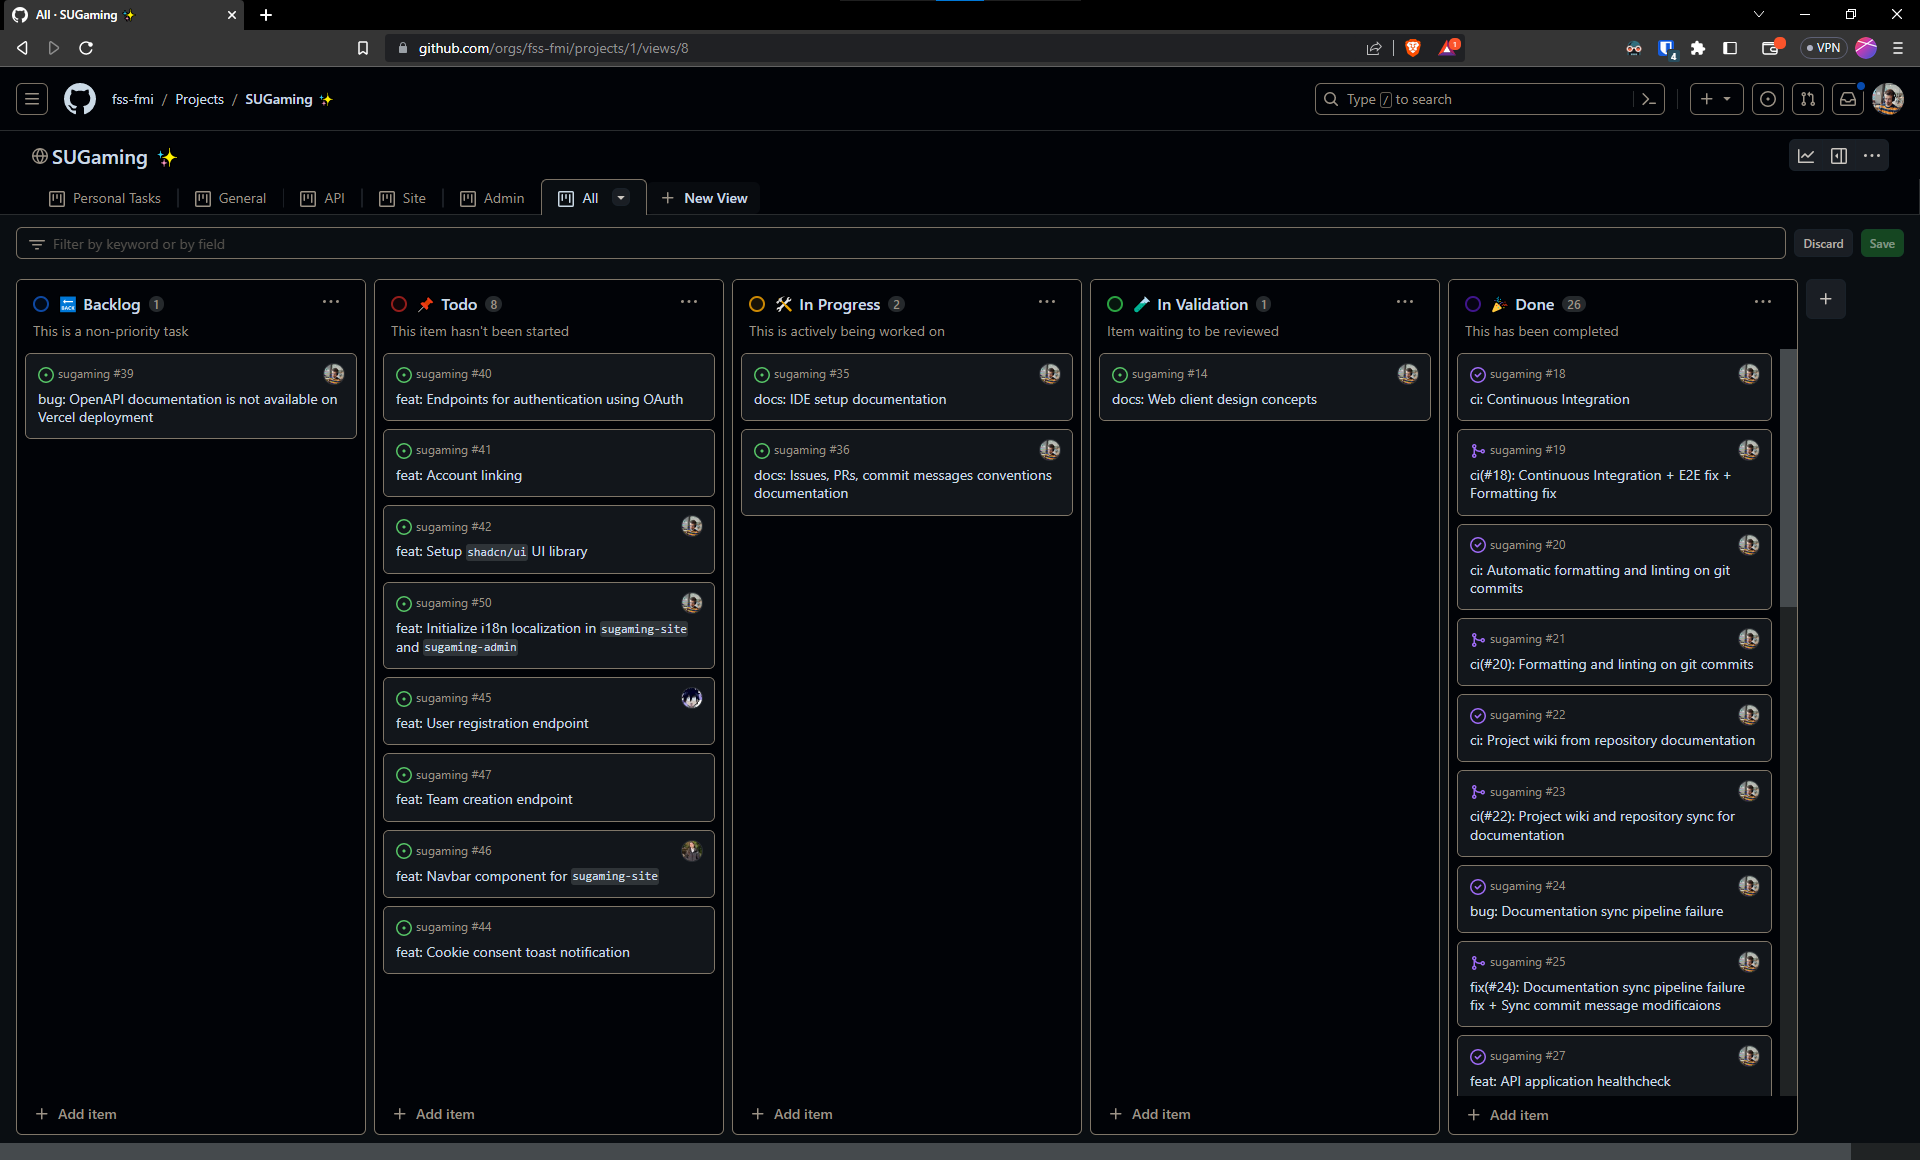 All · SUGaming ✨
github.com/orgs/fss-fmi/projects/1/views/8
1
4
VPN
fss-fmi / Projects / SUGaming ✨
Type / to search
SUGaming ✨
Personal Tasks
General
API
Site
Admin
All
New View
Filter by keyword or by field
Discard
Save
BACK Backlog 1
This is a non-priority task
sugaming #39
bug: OpenAPI documentation is not available on
Vercel deployment
Add item
Todo 8
This item hasn't been started
sugaming #40
feat: Endpoints for authentication using OAuth
sugaming #41
feat: Account linking
sugaming #42
feat: Setup shadcn/ui UI library
sugaming #50
feat: Initialize i18n localization in sugaming-site
and sugaming-admin
sugaming #45
feat: User registration endpoint
sugaming #47
feat: Team creation endpoint
sugaming #46
feat: Navbar component for sugaming-site
sugaming #44
feat: Cookie consent toast notification
Add item
In Progress 2
This is actively being worked on
sugaming #35
docs: IDE setup documentation
sugaming #36
docs: Issues, PRs, commit messages conventions
documentation
Add item
In Validation 1
Item waiting to be reviewed
sugaming #14
docs: Web client design concepts
Add item
Done 26
This has been completed
sugaming #18
ci: Continuous Integration
sugaming #19
ci(#18): Continuous Integration + E2E fix +
Formatting fix
sugaming #20
ci: Automatic formatting and linting on git
commits
sugaming #21
ci(#20): Formatting and linting on git commits
sugaming #22
ci: Project wiki from repository documentation
sugaming #23
ci(#22): Project wiki and repository sync for
documentation
sugaming #24
bug: Documentation sync pipeline failure
sugaming #25
fix(#24): Documentation sync pipeline failure
fix + Sync commit message modificaions
sugaming #27
feat: API application healthcheck
Add item